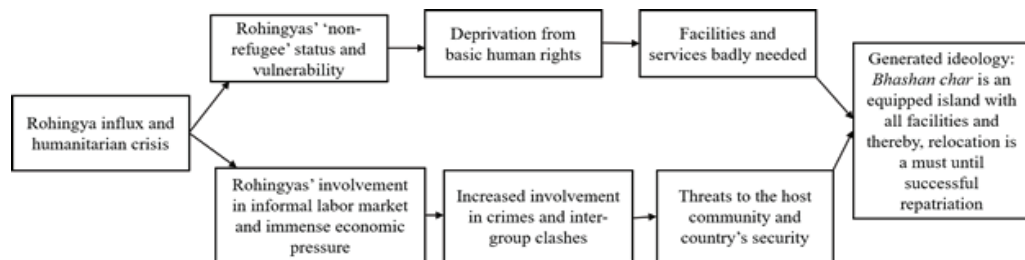 Rohingya influx and
humanitarian crisis
Rohingyas' 'non-
refugee' status and
vulnerability
Deprivation from
basic human rights
Facilities and
services badly needed
Rohingyas' involvement
in informal labor market
and immense economic
pressure
Increased involvement
in crimes and inter-
group clashes
Threats to the host
community and
country's security
Generated ideology:
Bhashan char is an
equipped island with
all facilities and
thereby, relocation is
a must until
successful
repatriation